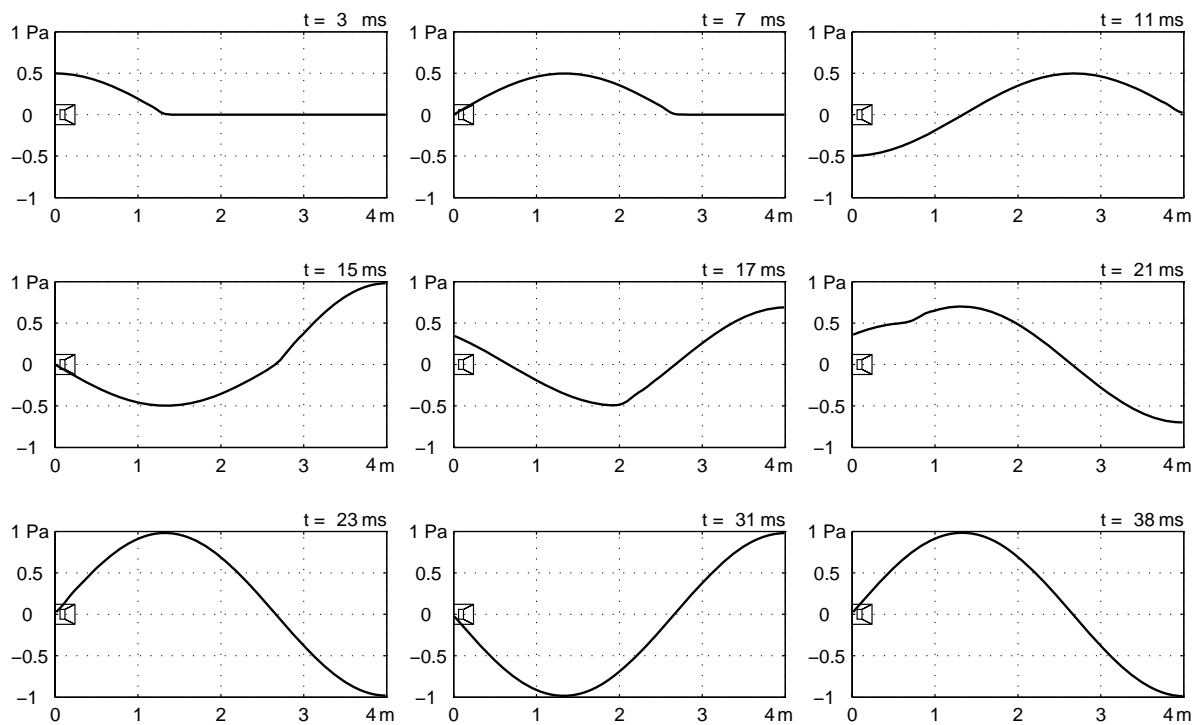 t = 3 ms
1 Pa
0.5
0
−0.5
−1
0 1 2 3 4 m
t = 7 ms
1 Pa
0.5
0
−0.5
−1
0 1 2 3 4 m
t = 11 ms
1 Pa
0.5
0
−0.5
−1
0 1 2 3 4 m
t = 15 ms
1 Pa
0.5
0
−0.5
−1
0 1 2 3 4 m
t = 17 ms
1 Pa
0.5
0
−0.5
−1
0 1 2 3 4 m
t = 21 ms
1 Pa
0.5
0
−0.5
−1
0 1 2 3 4 m
t = 23 ms
1 Pa
0.5
0
−0.5
−1
0 1 2 3 4 m
t = 31 ms
1 Pa
0.5
0
−0.5
−1
0 1 2 3 4 m
t = 38 ms
1 Pa
0.5
0
−0.5
−1
0 1 2 3 4 m